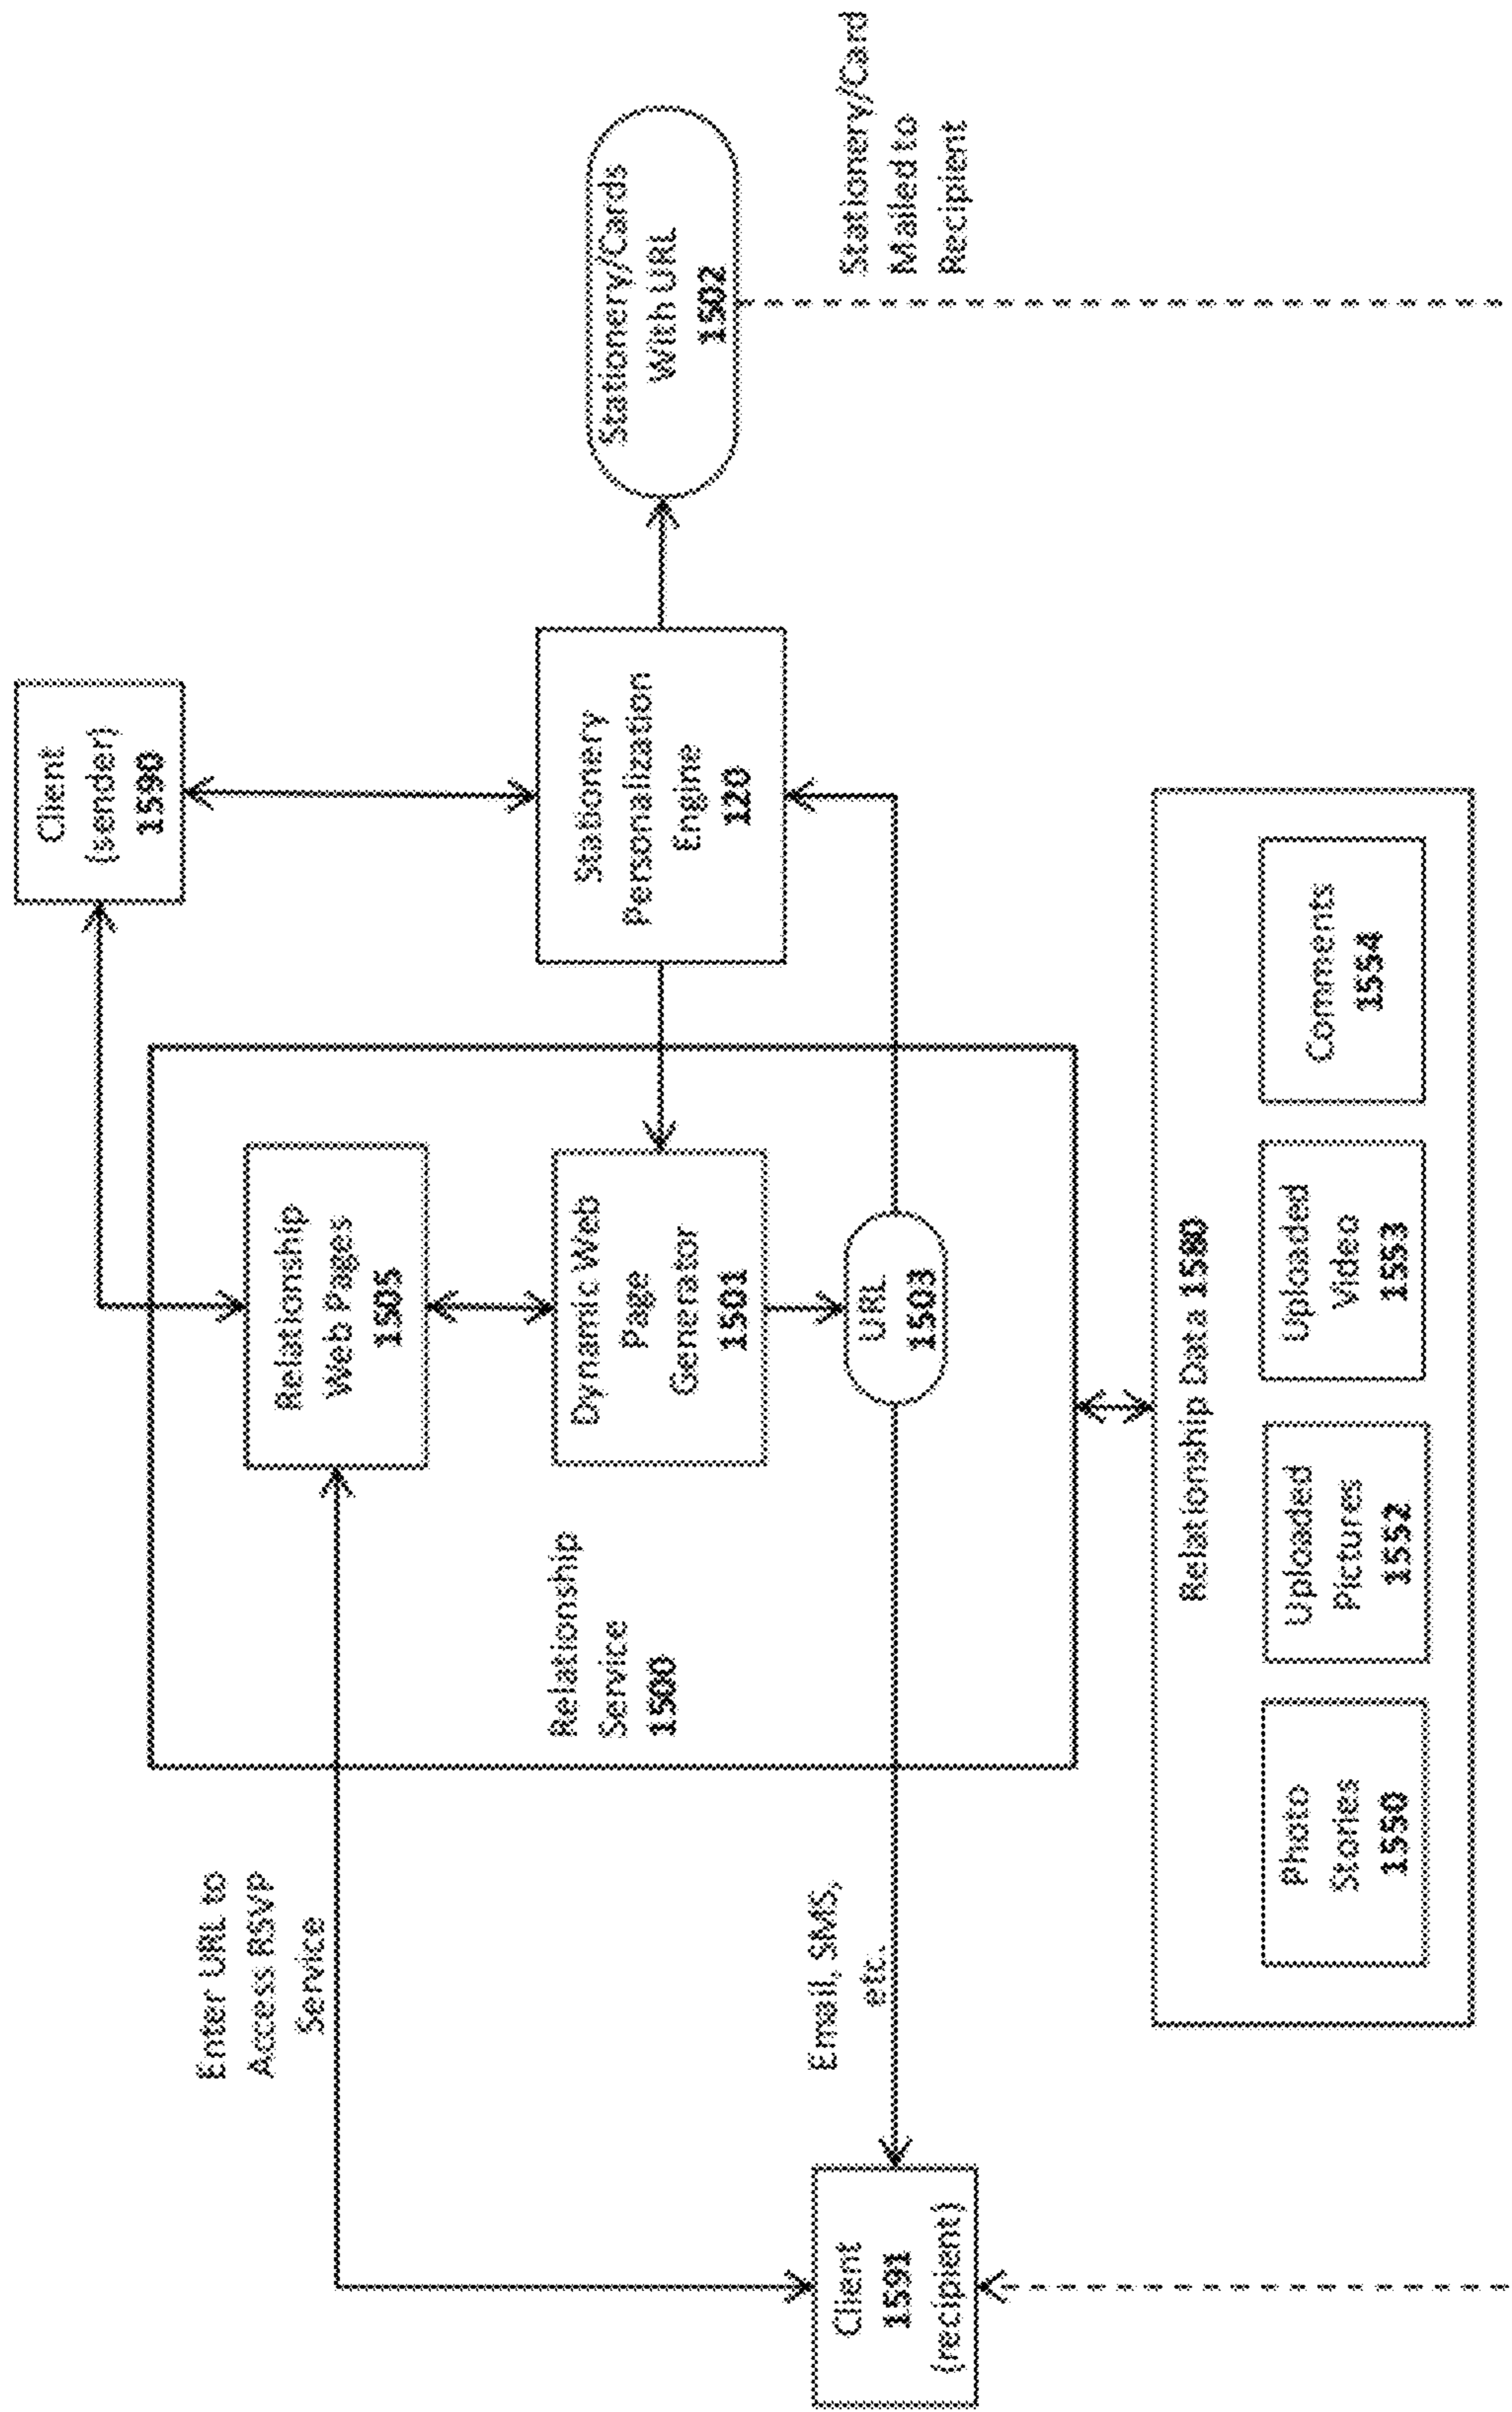 Client
(sender)
1590
Enter URL to
Access RSVP
Service
Relationship
Web Pages
1505
Relationship
Service
1500
Dynamic Web
Page
Generator
1501
Stationery
Personalization
Engine
120
Stationery/Cards
With URL
1502
Client
1591
(recipient)
Email, SMS,
etc.
URL
1503
Stationery/Card
Mailed to
Recipient
Relationship Data 1580
Photo
Stories
1550
Uploaded
Pictures
1552
Uploaded
Video
1553
Comments
1554